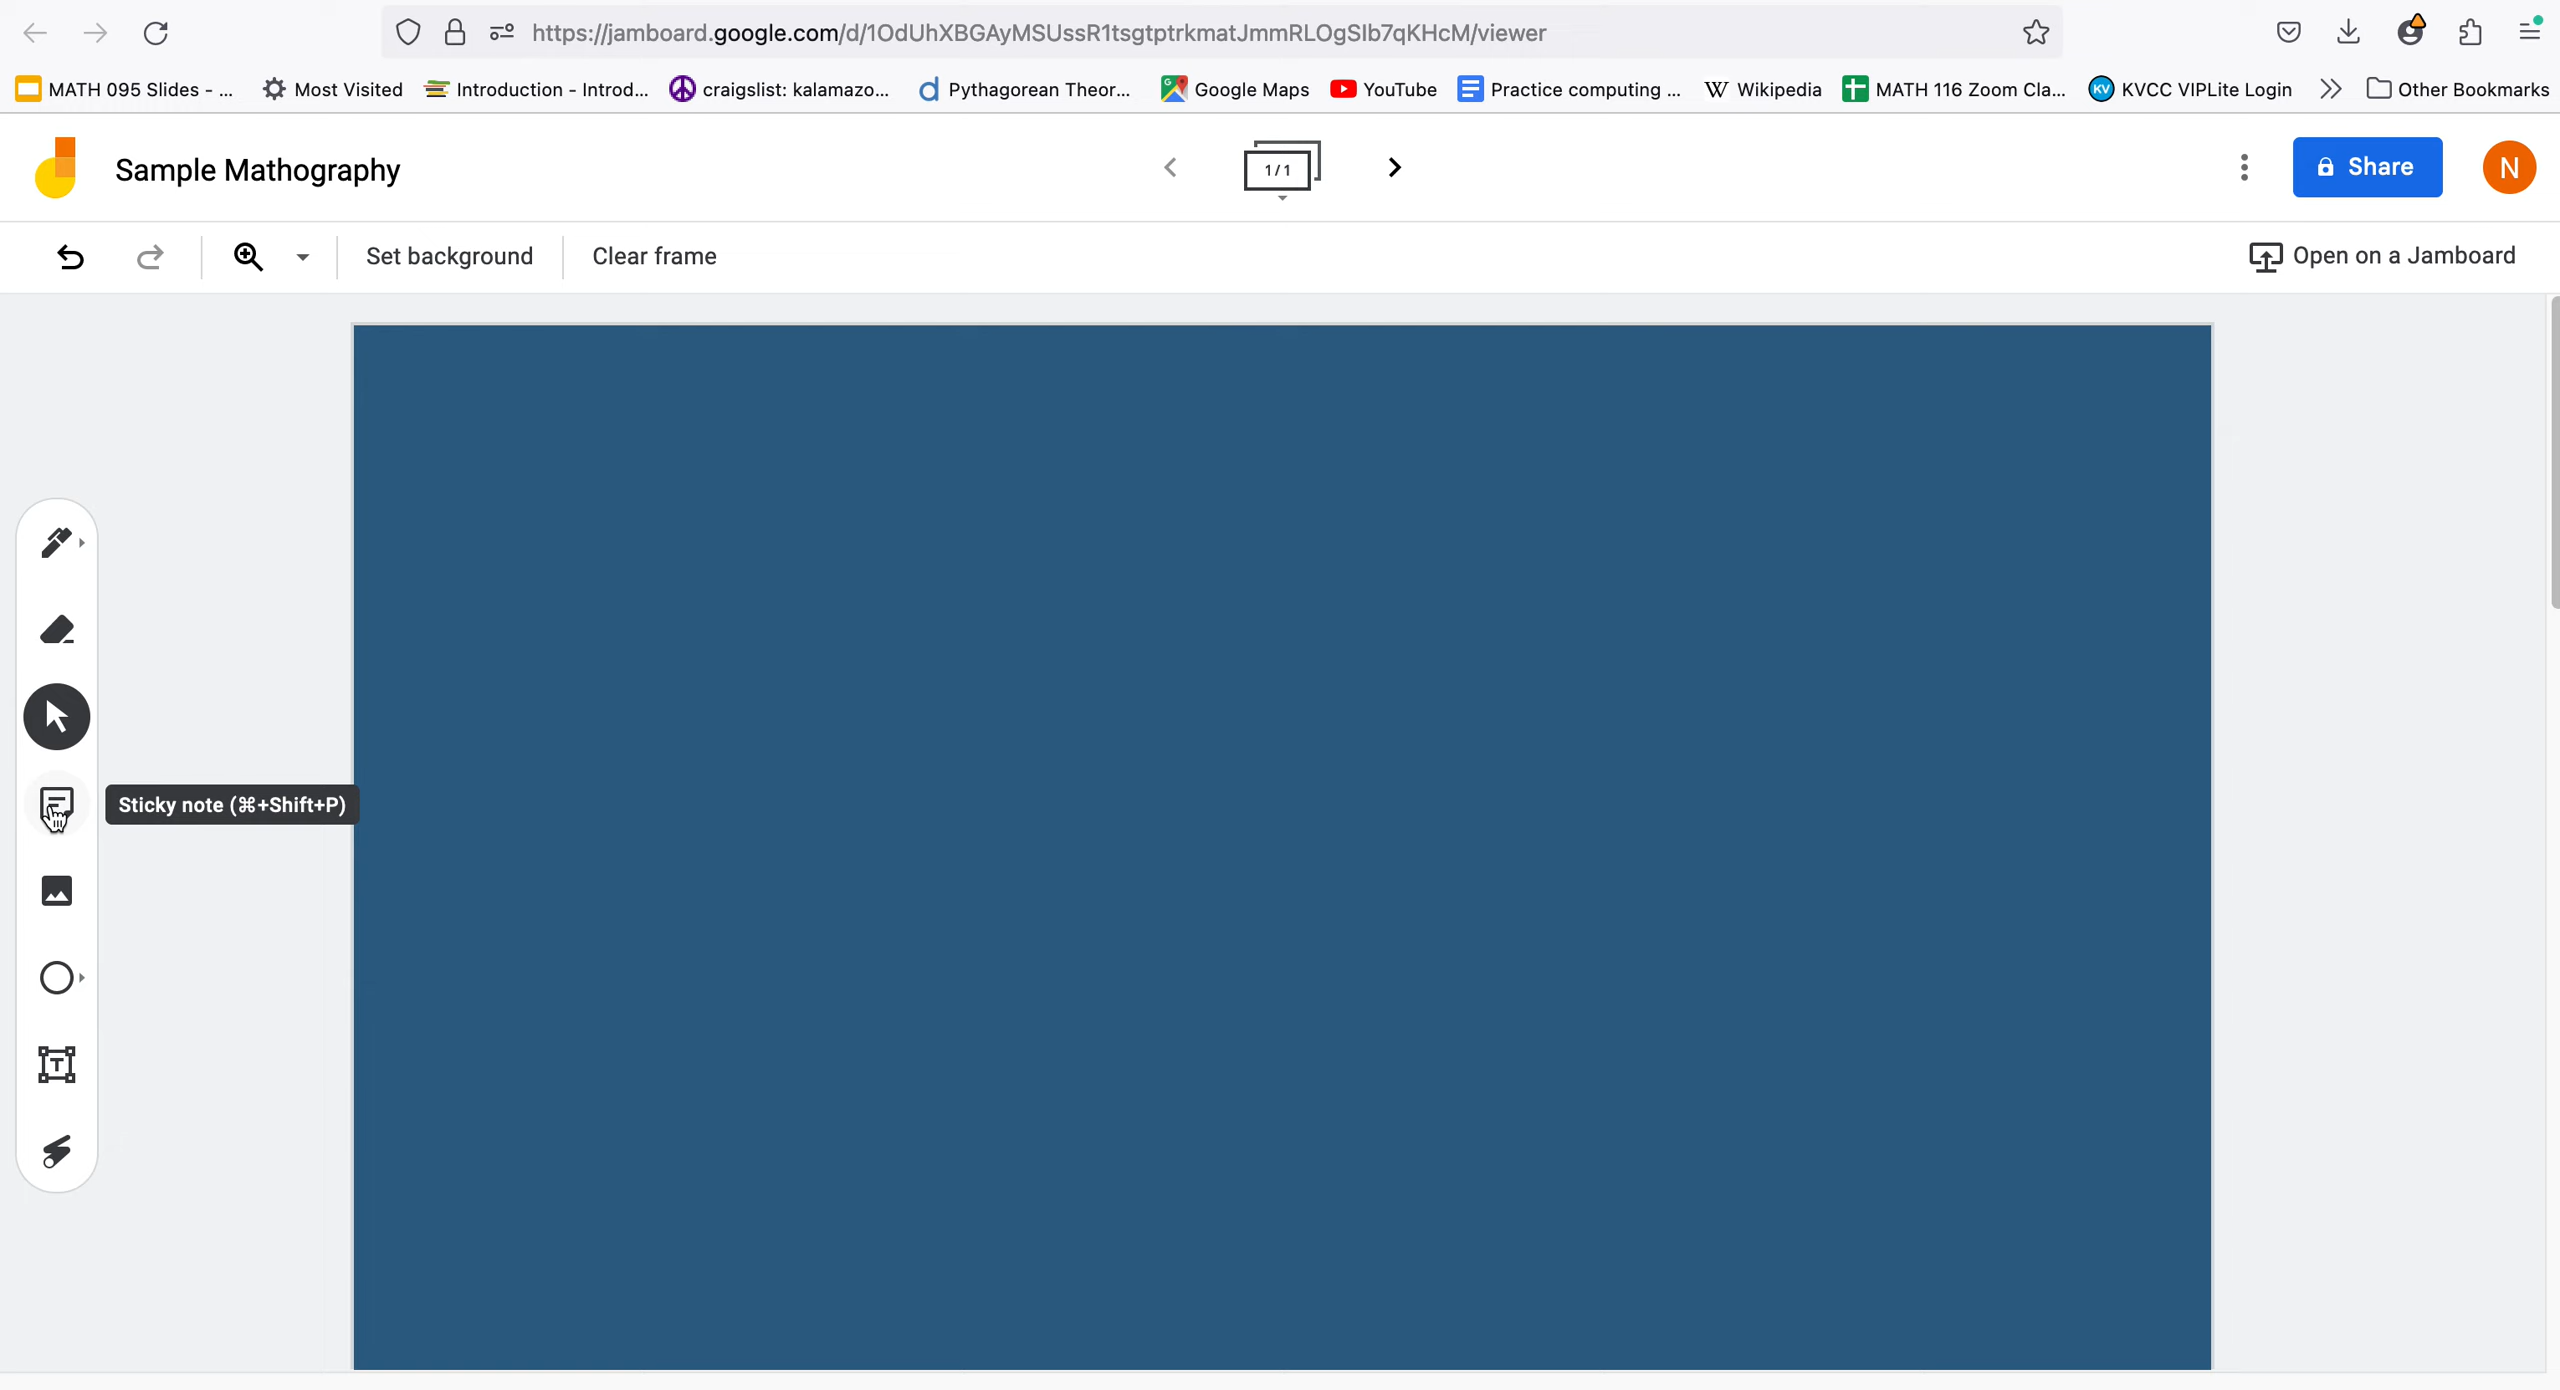 https://jamboard.google.com/d/1OdUhXBGAyMSUssR1tsgtptrkmatJmmRLOgSIb7qKHcM/viewer
MATH 095 Slides - ... Most Visited Introduction - Introd... craigslist: kalamazo... Pythagorean Theor... Google Maps YouTube Practice computing ... W Wikipedia MATH 116 Zoom Cla... KV KVCC VIPLite Login Other Bookmarks
Sample Mathography 1/1 Share N
Set background Clear frame Open on a Jamboard
Sticky note (⌘+Shift+P)
T